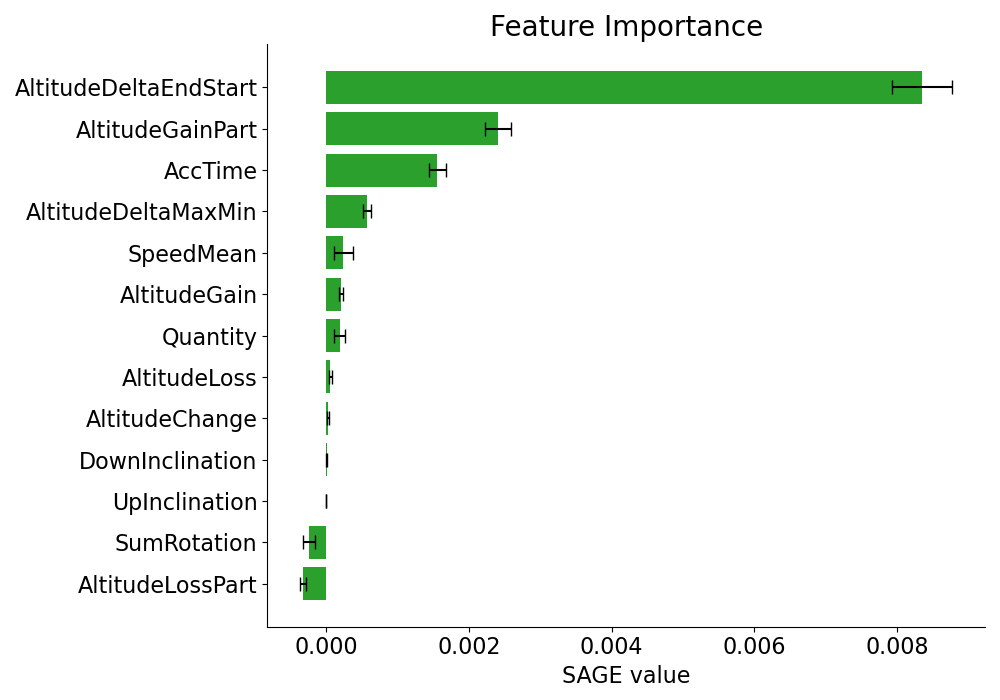 Feature Importance
AltitudeDeltaEndStart
AltitudeGainPart
AccTime
AltitudeDeltaMaxMin
SpeedMean
AltitudeGain
Quantity
AltitudeLoss
AltitudeChange
DownInclination
UpInclination
SumRotation
AltitudeLossPart
0.000 0.002 0.004 0.006 0.008
SAGE value